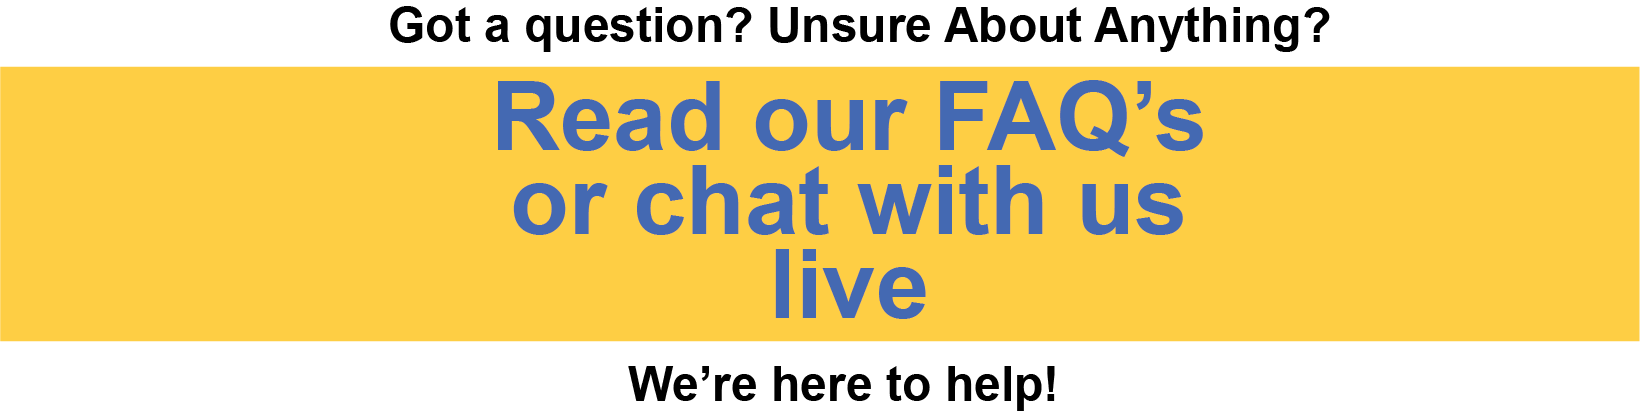 Got a question? Unsure About Anything?
Read our FAQ’s
or chat with us
live
We’re here to help!